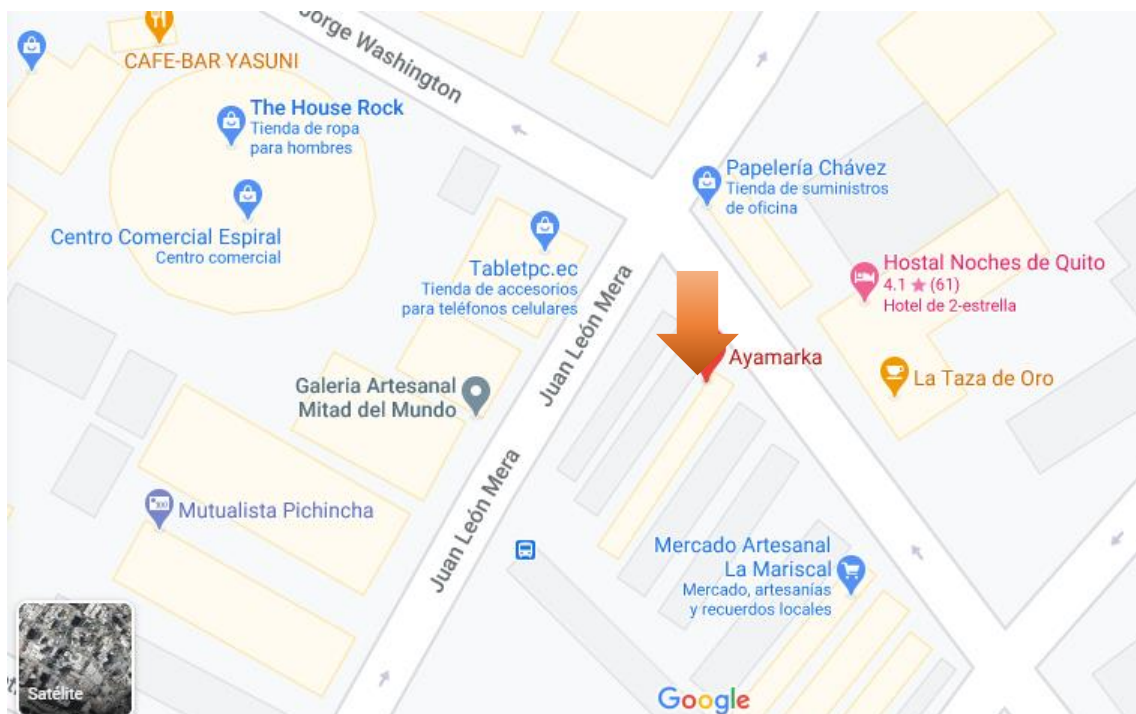 Jorge Washington
CAFE-BAR YASUNI
The House Rock
Tienda de ropa
para hombres
Papelería Chávez
Tienda de suministros
de oficina
Centro Comercial Espiral
Centro comercial
Tabletpc.ec
Tienda de accesorios
para teléfonos celulares
Juan León Mera
Hostal Noches de Quito
4.1 ★ (61)
Hotel de 2-estrella
Ayamarka
La Taza de Oro
Galeria Artesanal
Mitad del Mundo
Juan León Mera
Mutualista Pichincha
Mercado Artesanal
La Mariscal
Mercado, artesanías
y recuerdos locales
Satélite
Google